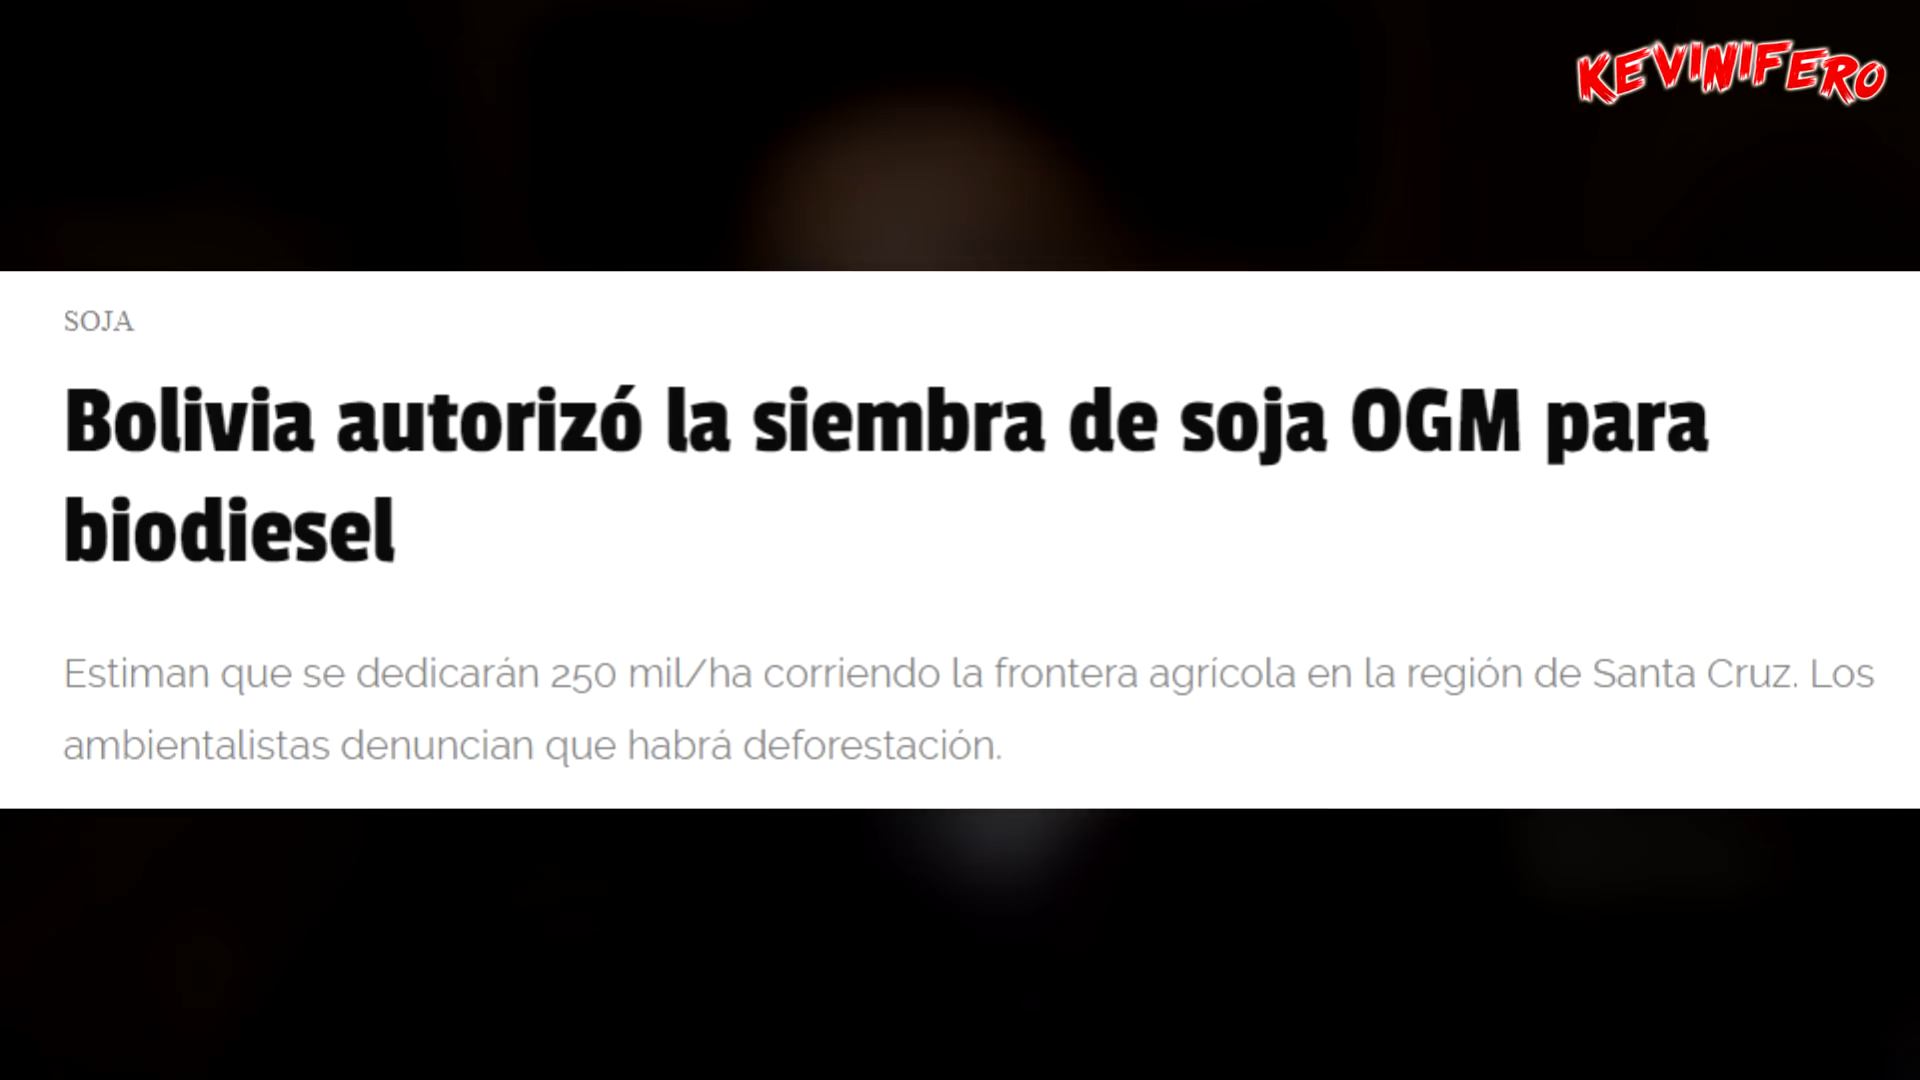 KEVINIFERO
SOJA
Bolivia autorizó la siembra de soja OGM para
biodiesel
Estiman que se dedicarán 250 mil/ha corriendo la frontera agrícola en la región de Santa Cruz. Los
ambientalistas denuncian que habrá deforestación.